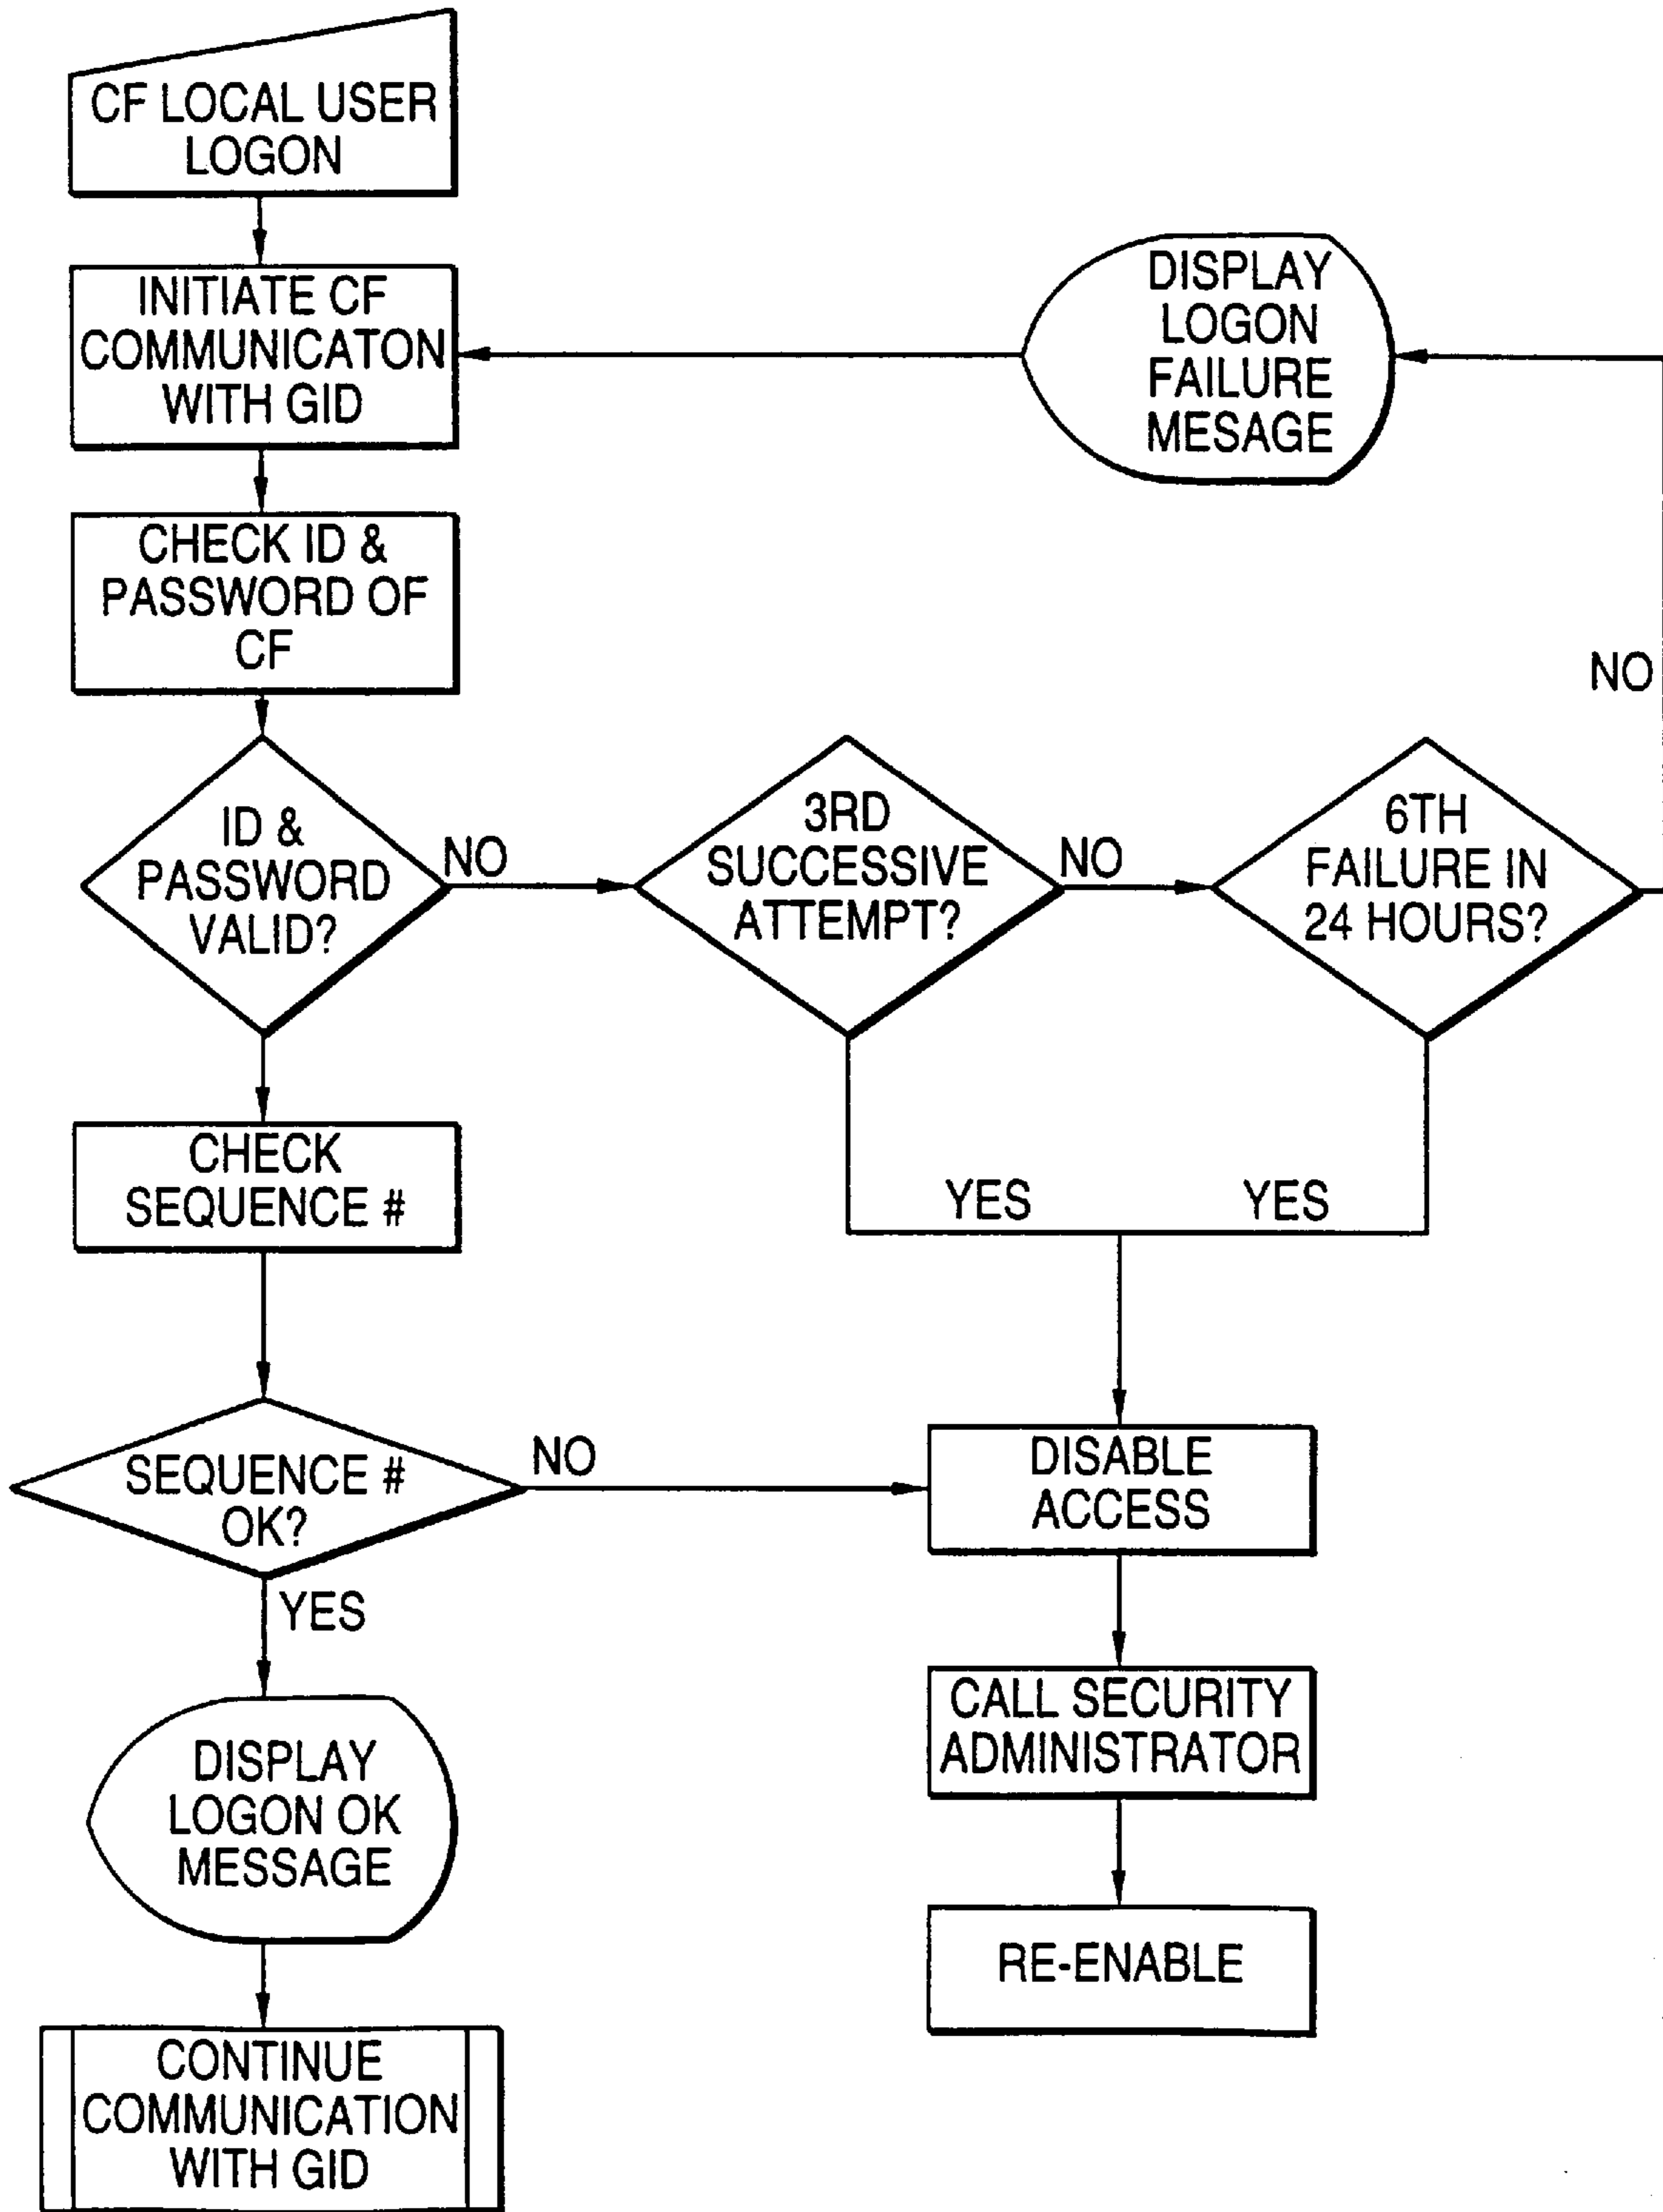 CF LOCAL USER
LOGON
INITIATE CF
COMMUNICATON
WITH GID
DISPLAY
LOGON
FAILURE
MESAGE
CHECK ID &
PASSWORD OF
CF
NO
ID &
PASSWORD
VALID?
NO
3RD
SUCCESSIVE
ATTEMPT?
NO
6TH
FAILURE IN
24 HOURS?
CHECK
SEQUENCE #
YES
YES
SEQUENCE #
OK?
NO
DISABLE
ACCESS
YES
CALL SECURITY
ADMINISTRATOR
DISPLAY
LOGON OK
MESSAGE
RE-ENABLE
CONTINUE
COMMUNICATION
WITH GID